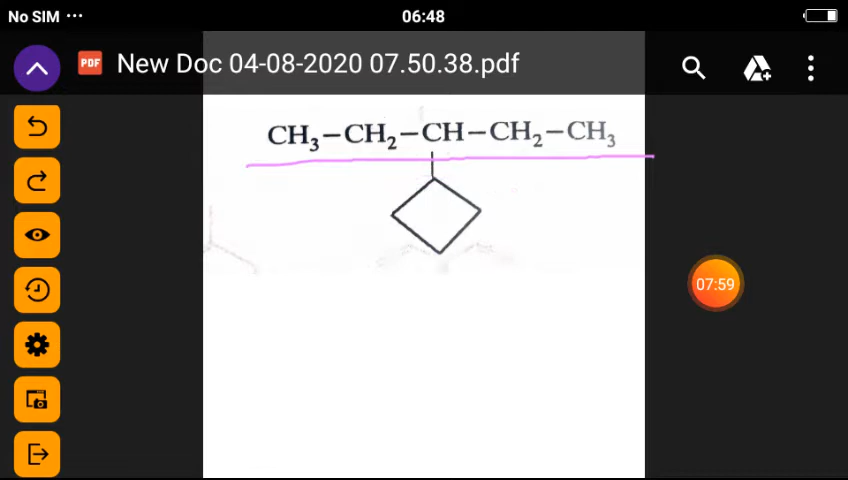 No SIM ··· 06:48
PDF New Doc 04-08-2020 07.50.38.pdf
CH₃–CH₂–CH–CH₂–CH₃
07:59